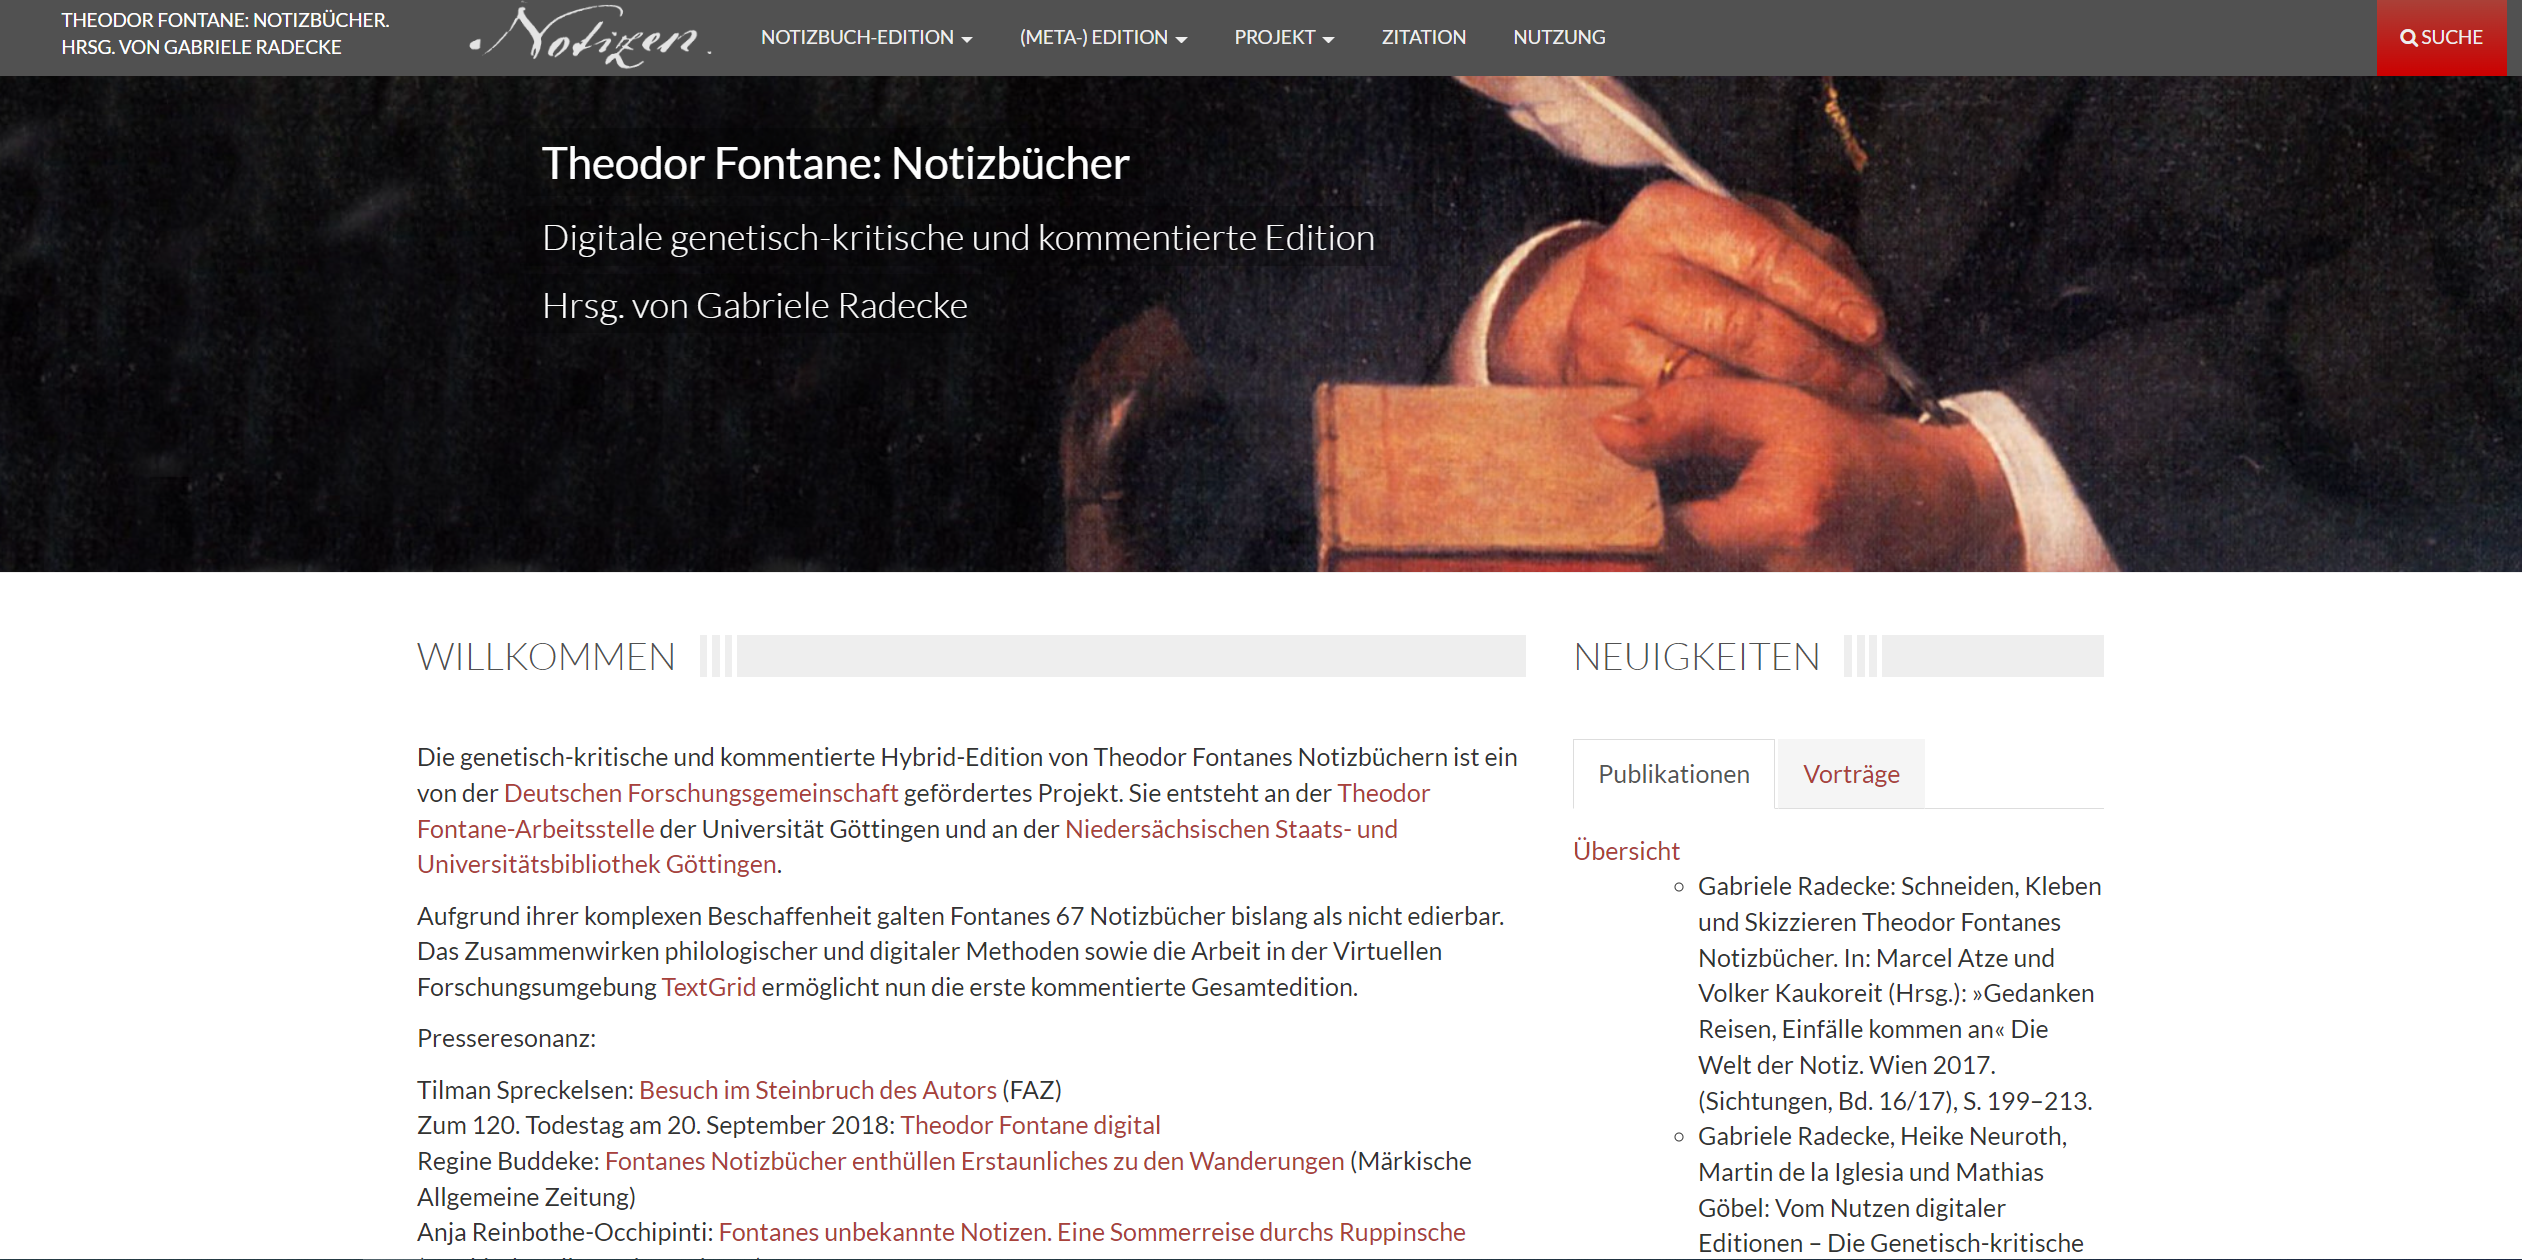 THEODOR FONTANE: NOTIZBÜCHER.
HRSG. VON GABRIELE RADECKE
Notizen.
NOTIZBUCH-EDITION
(META-) EDITION
PROJEKT
ZITATION
NUTZUNG
SUCHE
Theodor Fontane: Notizbücher
Digitale genetisch-kritische und kommentierte Edition
Hrsg. von Gabriele Radecke
WILLKOMMEN
Die genetisch-kritische und kommentierte Hybrid-Edition von Theodor Fontanes Notizbüchern ist ein
von der Deutschen Forschungsgemeinschaft gefördertes Projekt. Sie entsteht an der Theodor
Fontane-Arbeitsstelle der Universität Göttingen und an der Niedersächsischen Staats- und
Universitätsbibliothek Göttingen.
Aufgrund ihrer komplexen Beschaffenheit galten Fontanes 67 Notizbücher bislang als nicht edierbar.
Das Zusammenwirken philologischer und digitaler Methoden sowie die Arbeit in der Virtuellen
Forschungsumgebung TextGrid ermöglicht nun die erste kommentierte Gesamtedition.
Presseresonanz:
Tilman Spreckelsen: Besuch im Steinbruch des Autors (FAZ)
Zum 120. Todestag am 20. September 2018: Theodor Fontane digital
Regine Buddeke: Fontanes Notizbücher enthüllen Erstaunliches zu den Wanderungen (Märkische
Allgemeine Zeitung)
Anja Reinbothe-Occhipinti: Fontanes unbekannte Notizen. Eine Sommerreise durchs Ruppinsche
NEUIGKEITEN
Publikationen
Vorträge
Übersicht
Gabriele Radecke: Schneiden, Kleben
und Skizzieren Theodor Fontanes
Notizbücher. In: Marcel Atze und
Volker Kaukoreit (Hrsg.): »Gedanken
Reisen, Einfälle kommen an« Die
Welt der Notiz. Wien 2017.
(Sichtungen, Bd. 16/17), S. 199–213.
Gabriele Radecke, Heike Neuroth,
Martin de la Iglesia und Mathias
Göbel: Vom Nutzen digitaler
Editionen – Die Genetisch-kritische